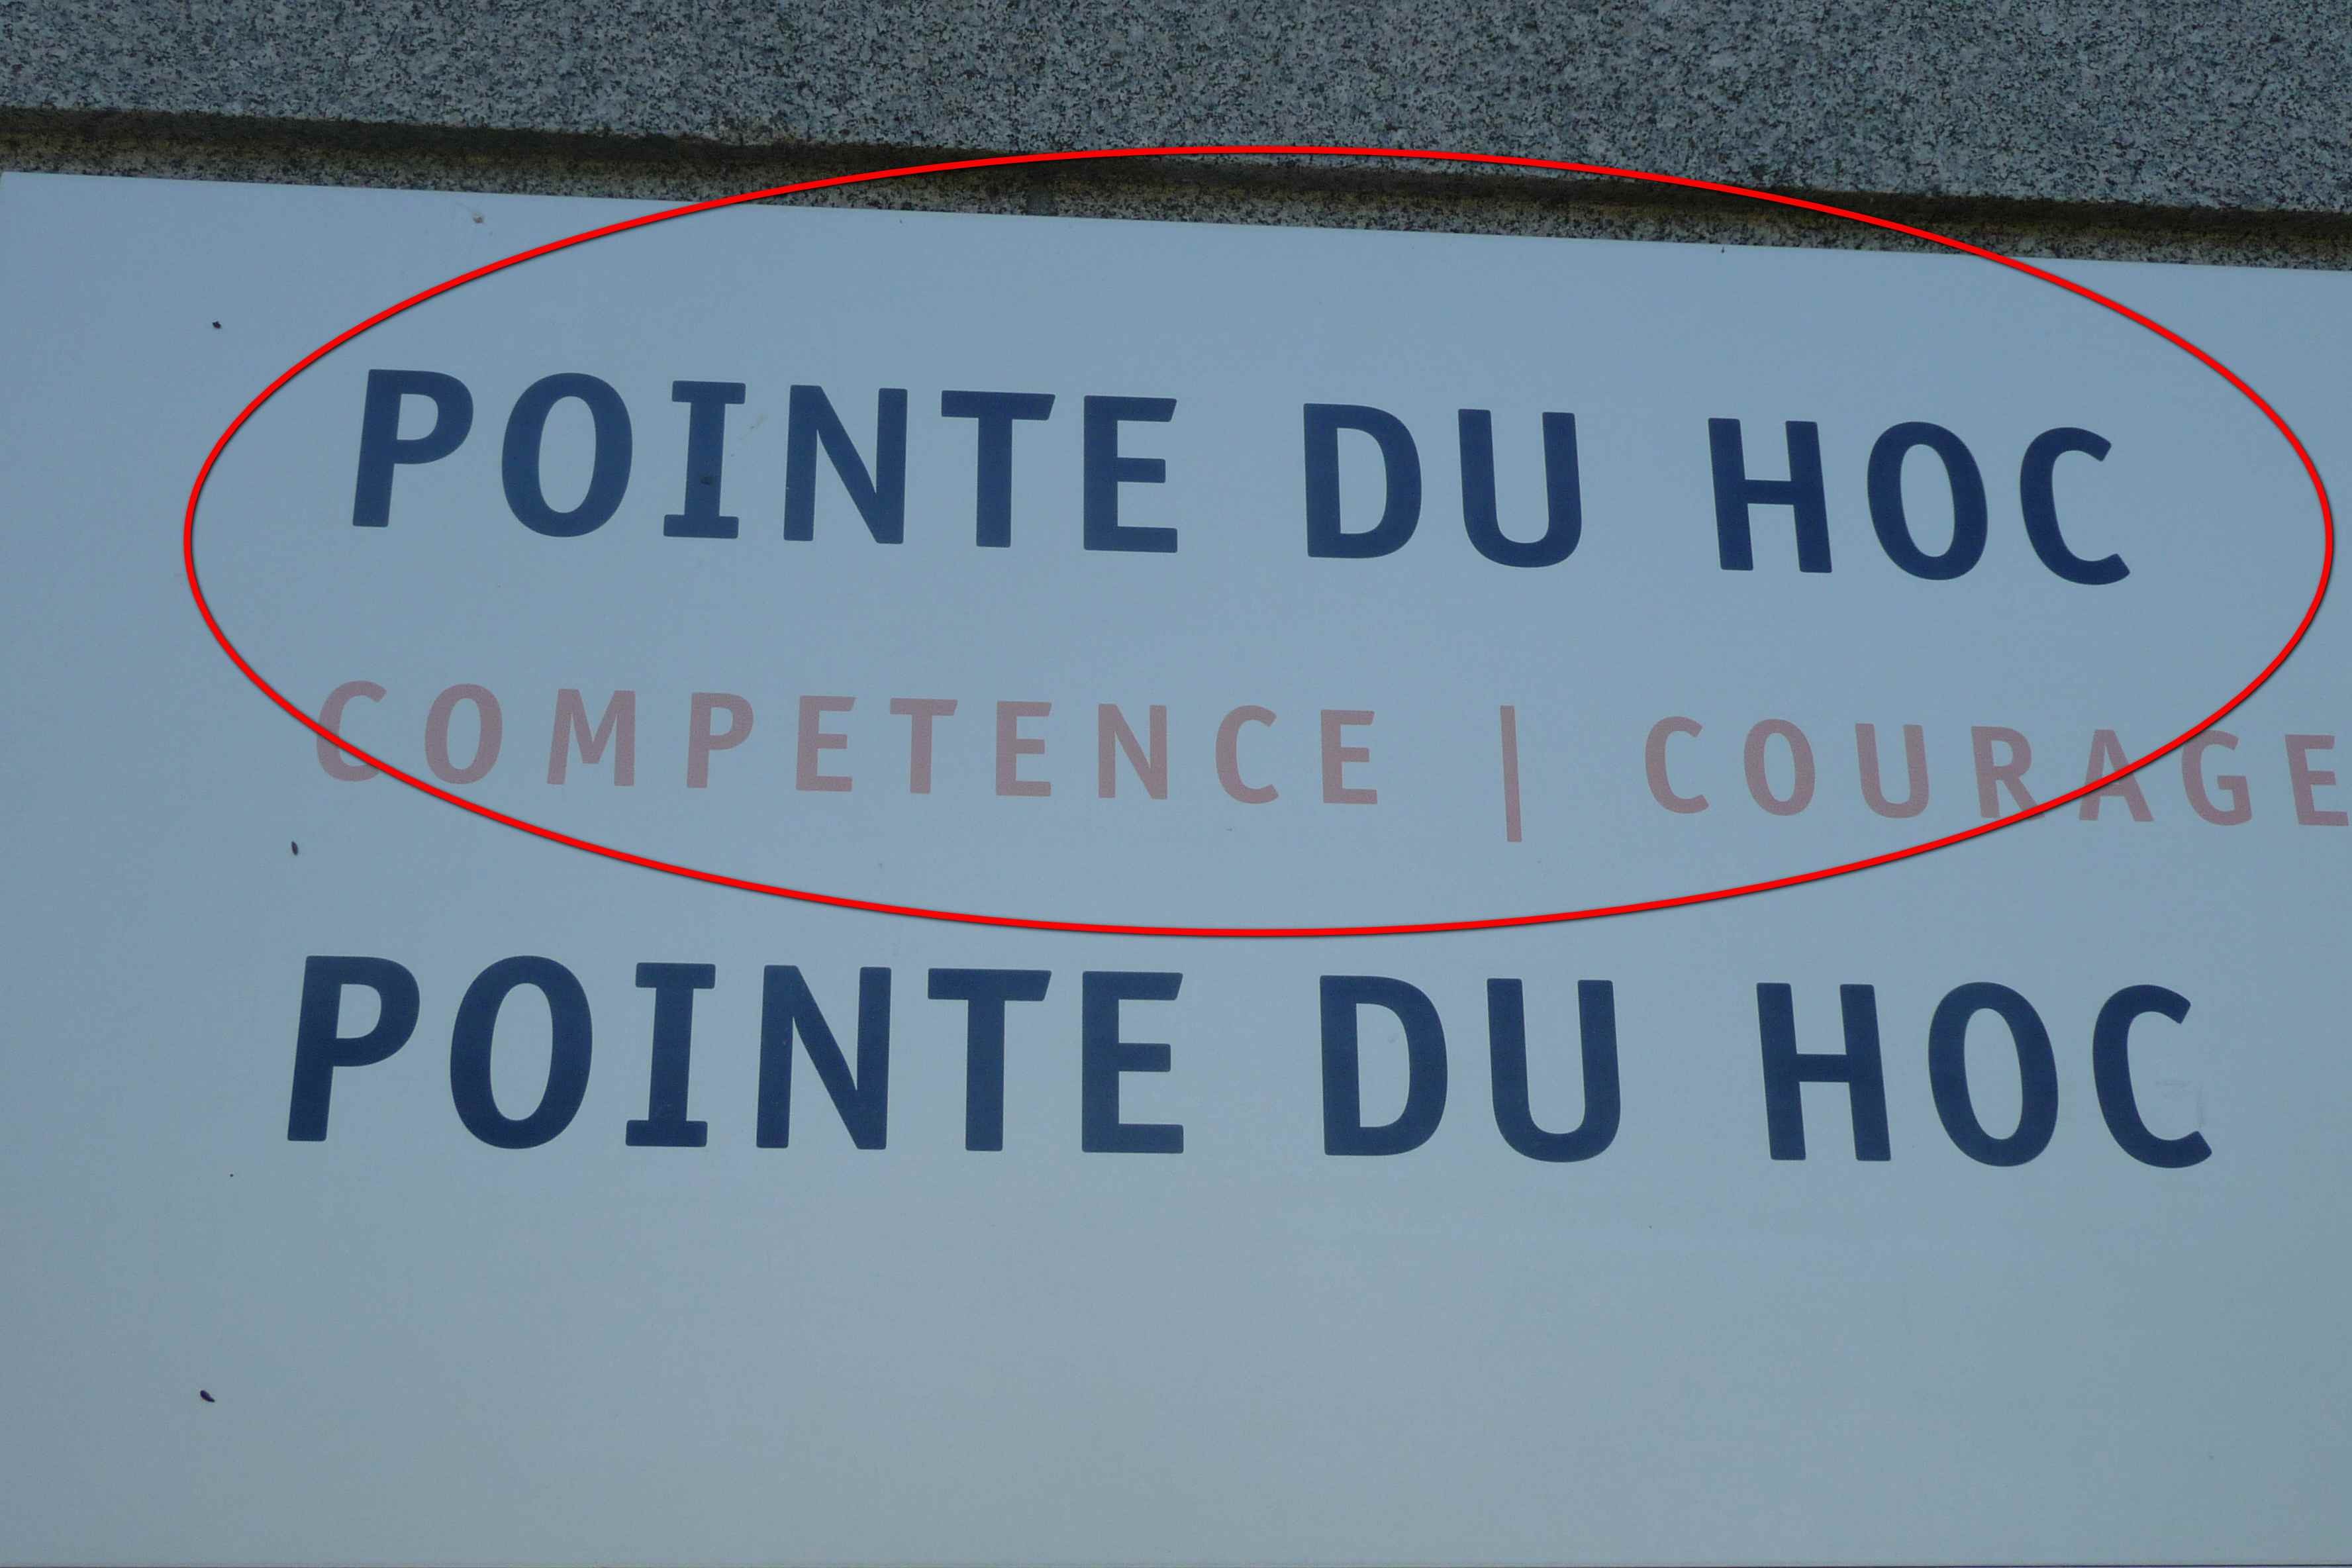 POINTE DU HOC
COMPETENCE | COURAGE
POINTE DU HOC